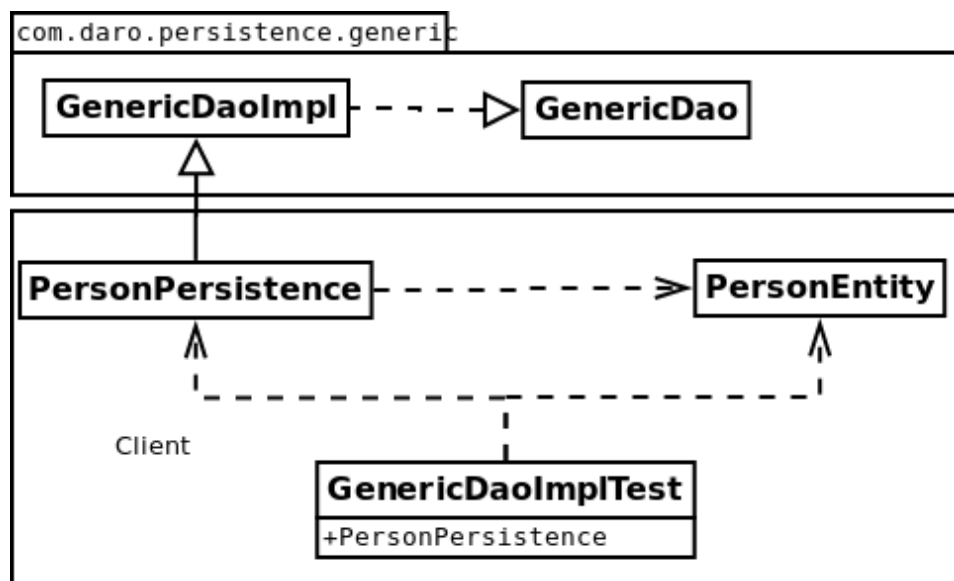 com.daro.persistence.generic
GenericDaoImpl
GenericDao
PersonPersistence
PersonEntity
Client
GenericDaoImplTest
+PersonPersistence